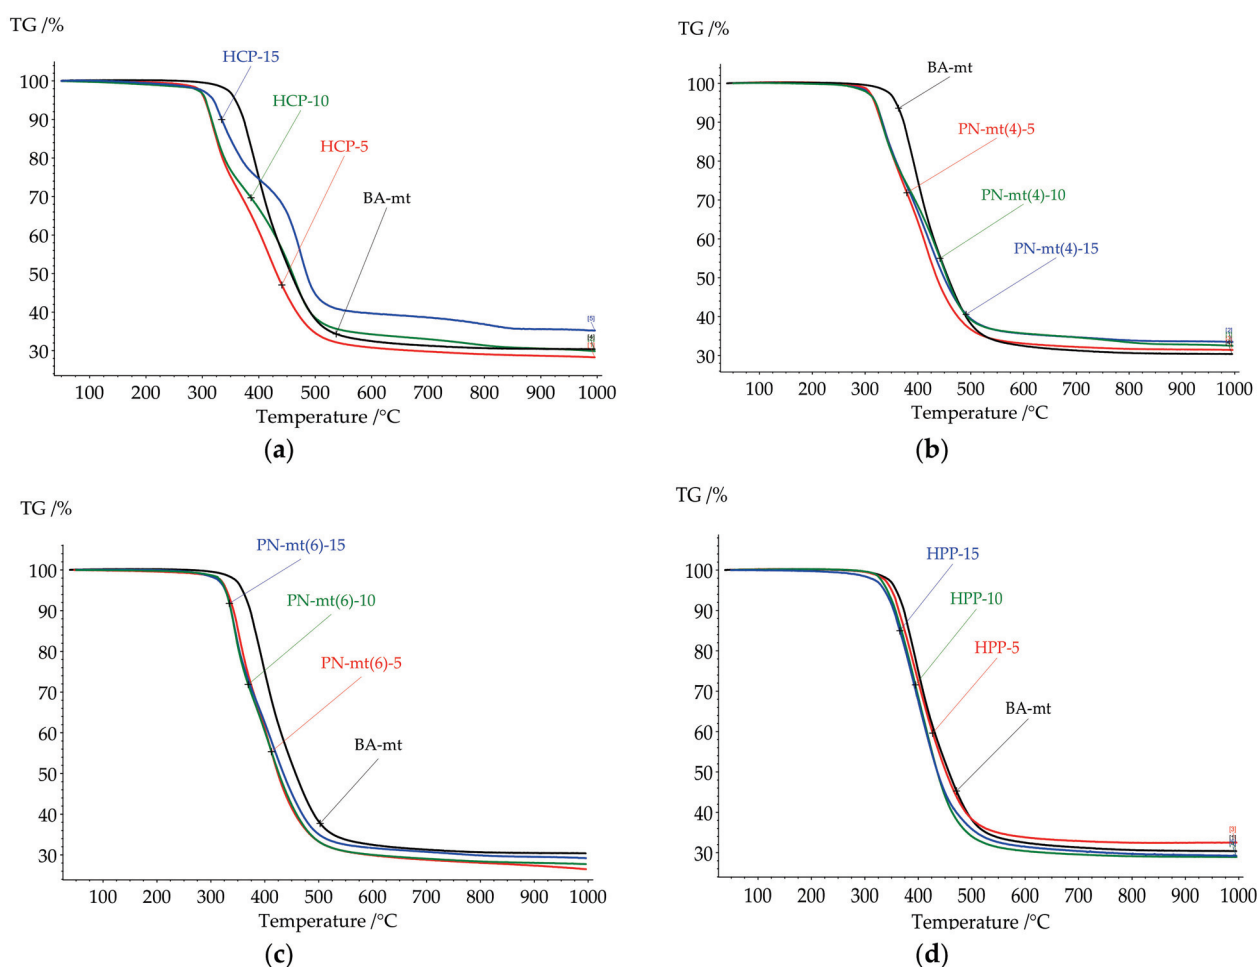 TG /%
HCP-15
HCP-10
HCP-5
BA-mt
100
90
80
70
60
50
40
30
100 200 300 400 500 600 700 800 900 1000
Temperature /°C
(a)
TG /%
BA-mt
PN-mt(4)-5
PN-mt(4)-10
PN-mt(4)-15
100
90
80
70
60
50
40
30
100 200 300 400 500 600 700 800 900 1000
Temperature /°C
(b)
TG /%
PN-mt(6)-15
PN-mt(6)-10
PN-mt(6)-5
BA-mt
100
90
80
70
60
50
40
30
100 200 300 400 500 600 700 800 900 1000
Temperature /°C
(c)
TG /%
HPP-15
HPP-10
HPP-5
BA-mt
100
90
80
70
60
50
40
30
100 200 300 400 500 600 700 800 900 1000
Temperature /°C
(d)